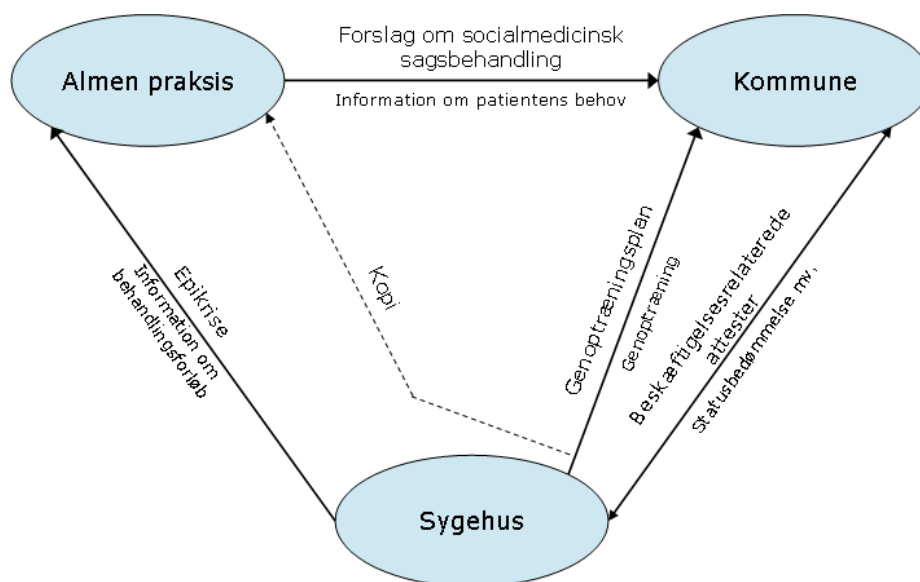 Forslag om socialmedicinsk
sagsbehandling
Almen praksis
Kommune
Information om patientens behov
Epikrise
Information om
behandlingsforløb
Kopi
Genoptræningsplan
Genoptræning
Beskæftigelsesrelaterede
attester
Statusbedømmelse mv.
Sygehus